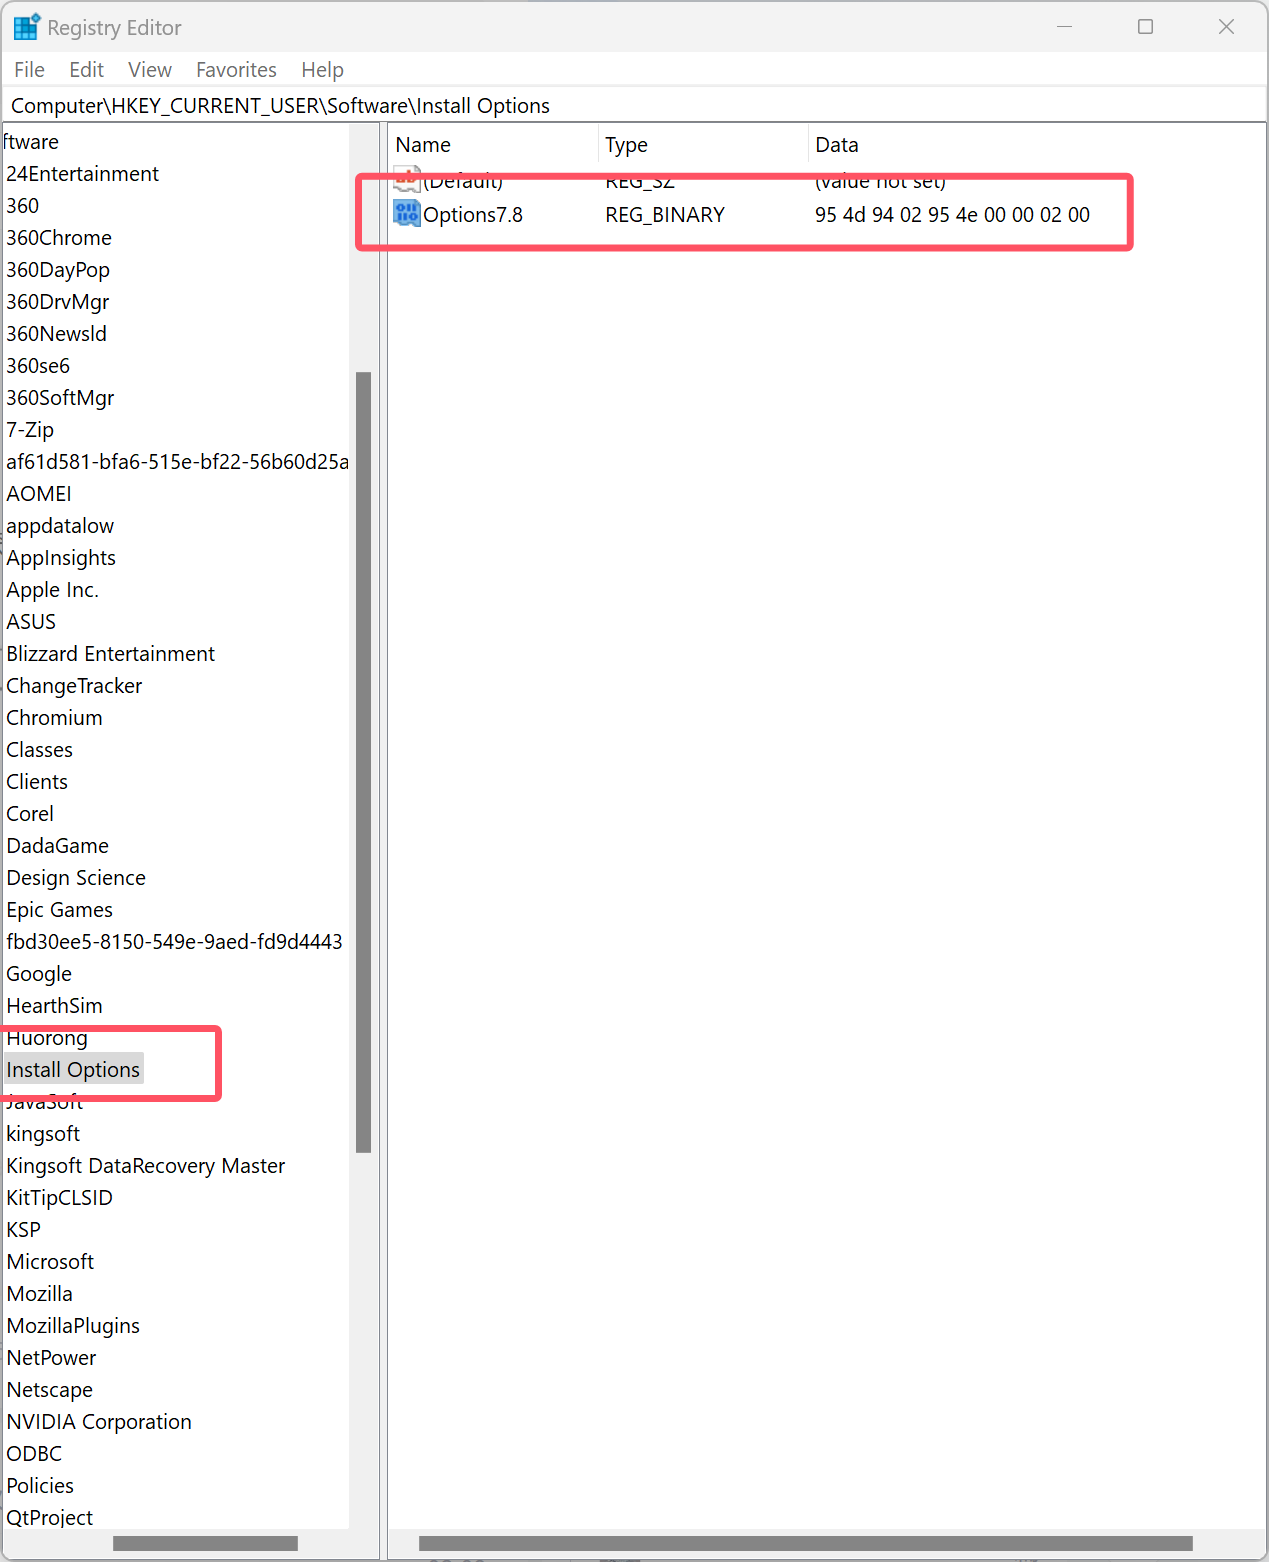 Registry Editor
File Edit View Favorites Help
Computer\HKEY_CURRENT_USER\Software\Install Options
ftware
24Entertainment
360
360Chrome
360DayPop
360DrvMgr
360Newsld
360se6
360SoftMgr
7-Zip
af61d581-bfa6-515e-bf22-56b60d25a
AOMEI
appdatalow
AppInsights
Apple Inc.
ASUS
Blizzard Entertainment
ChangeTracker
Chromium
Classes
Clients
Corel
DadaGame
Design Science
Epic Games
fbd30ee5-8150-549e-9aed-fd9d4443
Google
HearthSim
Huorong
Install Options
JavaSoft
kingsoft
Kingsoft DataRecovery Master
KitTipCLSID
KSP
Microsoft
Mozilla
MozillaPlugins
NetPower
Netscape
NVIDIA Corporation
ODBC
Policies
QtProject
Name Type Data
(Default) REG_SZ (value not set)
Options7.8 REG_BINARY 95 4d 94 02 95 4e 00 00 02 00